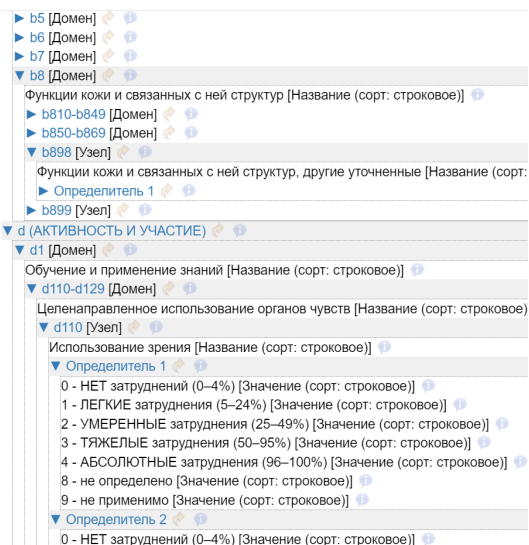 ▶ b5 [Домен]
▶ b6 [Домен]
▶ b7 [Домен]
▼ b8 [Домен]
Функции кожи и связанных с ней структур [Название (сорт: строковое)]
▶ b810-b849 [Домен]
▶ b850-b869 [Домен]
▼ b898 [Узел]
Функции кожи и связанных с ней структур, другие уточненные [Название (сорт:
▶ Определитель 1
▶ b899 [Узел]
▼ d (АКТИВНОСТЬ И УЧАСТИЕ)
▼ d1 [Домен]
Обучение и применение знаний [Название (сорт: строковое)]
▼ d110-d129 [Домен]
Целенаправленное использование органов чувств [Название (сорт: строковое)
▼ d110 [Узел]
Использование зрения [Название (сорт: строковое)]
▼ Определитель 1
0 - НЕТ затруднений (0–4%) [Значение (сорт: строковое)]
1 - ЛЕГКИЕ затруднения (5–24%) [Значение (сорт: строковое)]
2 - УМЕРЕННЫЕ затруднения (25–49%) [Значение (сорт: строковое)]
3 - ТЯЖЕЛЫЕ затруднения (50–95%) [Значение (сорт: строковое)]
4 - АБСОЛЮТНЫЕ затруднения (96–100%) [Значение (сорт: строковое)]
8 - не определено [Значение (сорт: строковое)]
9 - не применимо [Значение (сорт: строковое)]
▼ Определитель 2
0 - НЕТ затруднений (0–4%) [Значение (сорт: строковое)]